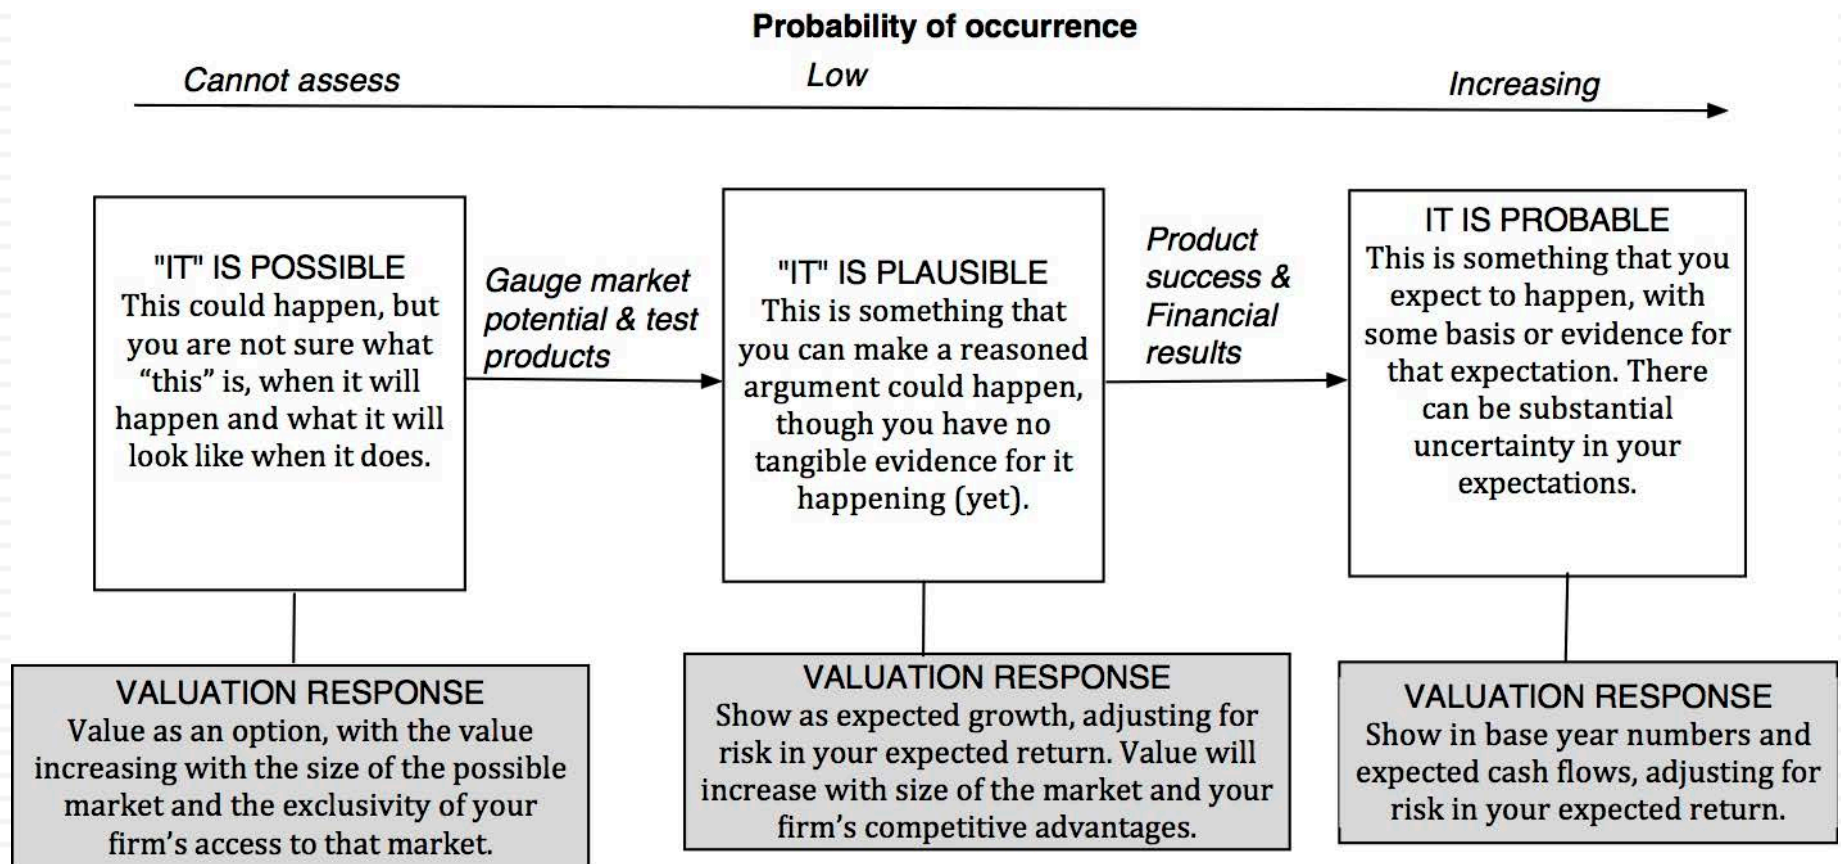 Probability of occurrence
Cannot assess
Low
Increasing
"IT" IS POSSIBLE
This could happen, but
you are not sure what
“this” is, when it will
happen and what it will
look like when it does.
Gauge market
potential & test
products
"IT" IS PLAUSIBLE
This is something that
you can make a reasoned
argument could happen,
though you have no
tangible evidence for it
happening (yet).
Product
success &
Financial
results
IT IS PROBABLE
This is something that you
expect to happen, with
some basis or evidence for
that expectation. There
can be substantial
uncertainty in your
expectations.
VALUATION RESPONSE
Value as an option, with the value
increasing with the size of the possible
market and the exclusivity of your
firm’s access to that market.
VALUATION RESPONSE
Show as expected growth, adjusting for
risk in your expected return. Value will
increase with size of the market and your
firm’s competitive advantages.
VALUATION RESPONSE
Show in base year numbers and
expected cash flows, adjusting for
risk in your expected return.